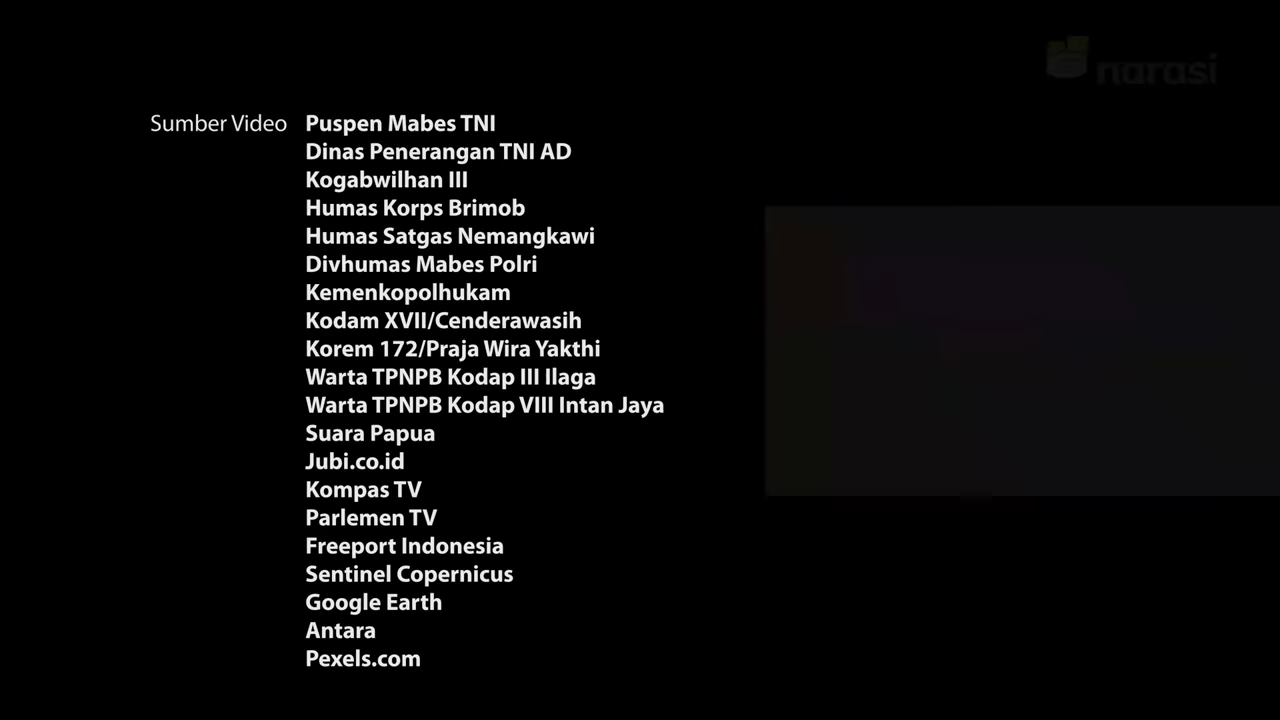 narasi
Sumber Video Puspen Mabes TNI
Dinas Penerangan TNI AD
Kogabwilhan III
Humas Korps Brimob
Humas Satgas Nemangkawi
Divhumas Mabes Polri
Kemenkopolhukam
Kodam XVII/Cenderawasih
Korem 172/Praja Wira Yakthi
Warta TPNPB Kodap III Ilaga
Warta TPNPB Kodap VIII Intan Jaya
Suara Papua
Jubi.co.id
Kompas TV
Parlemen TV
Freeport Indonesia
Sentinel Copernicus
Google Earth
Antara
Pexels.com